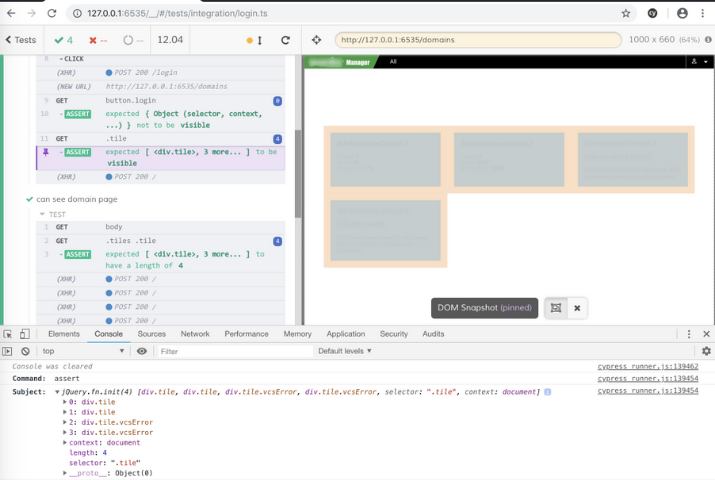 127.0.0.1:6535/__/#/tests/integration/login.ts
Tests
4
--
--
12.04
http://127.0.0.1:6535/domains
1000 x 660 (64%)
8 -CLICK
(XHR) POST 200 /login
(NEW URL) http://127.0.0.1:6535/domains
9 GET button.login 0
10 -ASSERT expected { Object (selector, context,
...) } not to be visible
11 GET .tile 4
-ASSERT expected [ <div.tile>, 3 more... ] to be
visible
(XHR) POST 200 /
can see domain page
TEST
1 GET body
2 GET .tiles .tile 4
3 -ASSERT expected [ <div.tile>, 3 more... ] to
have a length of 4
(XHR) POST 200 /
(XHR) POST 200 /
(XHR) POST 200 /
(XHR) POST 200 /
Manager All
DOM Snapshot (pinned)
Elements Console Sources Network Performance Memory Application Security Audits
top Filter Default levels
Console was cleared cypress_runner.js:139462
Command: assert cypress_runner.js:139454
Subject: jQuery.fn.init(4) [div.tile, div.tile, div.tile.vcsError, div.tile.vcsError, selector: ".tile", context: document] cypress_runner.js:139454
0: div.tile
1: div.tile
2: div.tile.vcsError
3: div.tile.vcsError
context: document
length: 4
selector: ".tile"
__proto__: Object(0)